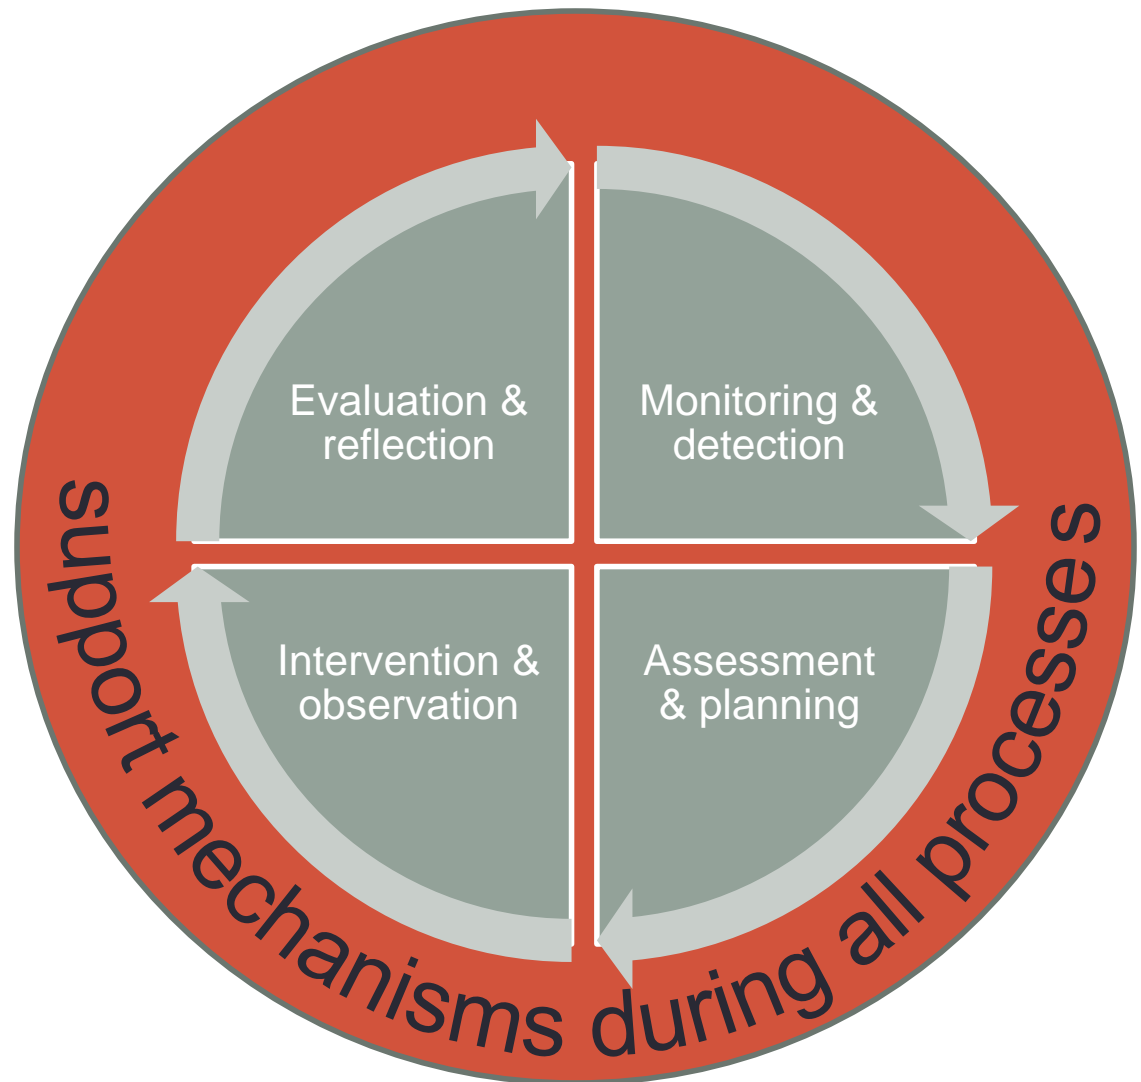 Evaluation &
reflection
Monitoring &
detection
Intervention &
observation
Assessment
& planning
support mechanisms during all processes